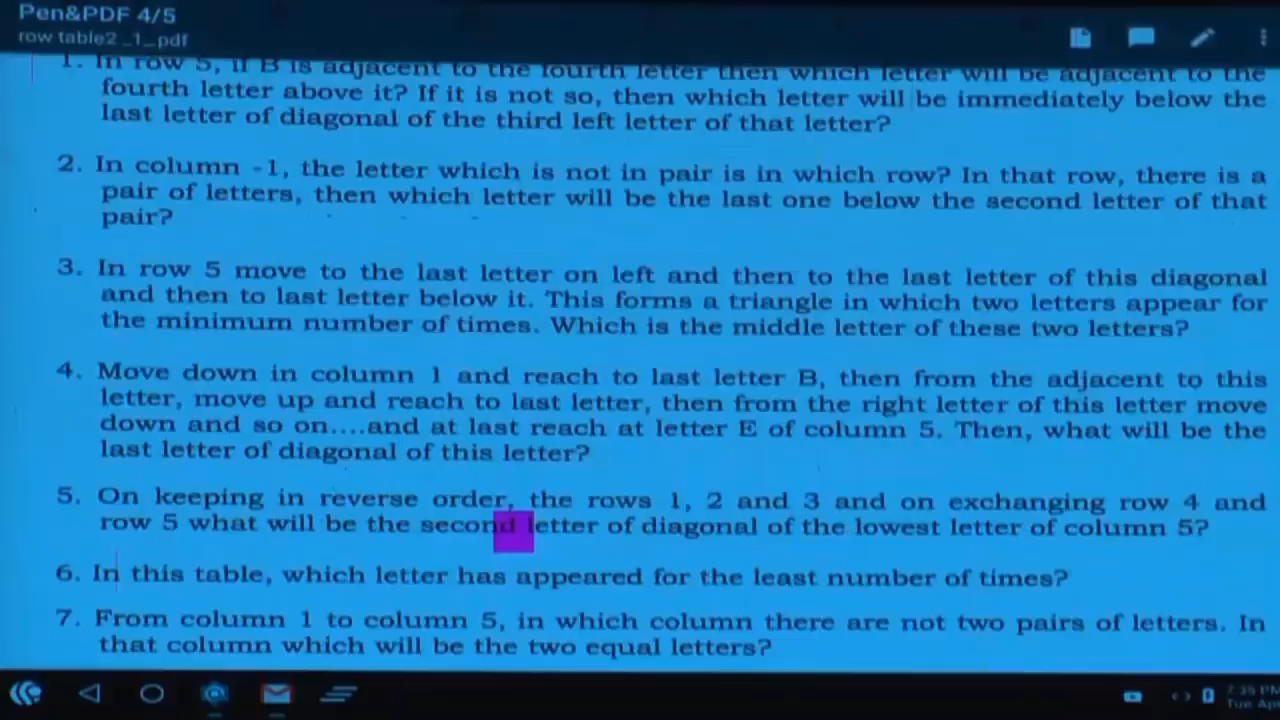 Pen&PDF 4/5
row table2 _1_pdf
1. In row 5, if B is adjacent to the fourth letter then which letter will be adjacent to the
fourth letter above it? If it is not so, then which letter will be immediately below the
last letter of diagonal of the third left letter of that letter?
2. In column -1, the letter which is not in pair is in which row? In that row, there is a
pair of letters, then which letter will be the last one below the second letter of that
pair?
3. In row 5 move to the last letter on left and then to the last letter of this diagonal
and then to last letter below it. This forms a triangle in which two letters appear for
the minimum number of times. Which is the middle letter of these two letters?
4. Move down in column 1 and reach to last letter B, then from the adjacent to this
letter, move up and reach to last letter, then from the right letter of this letter move
down and so on....and at last reach at letter E of column 5. Then, what will be the
last letter of diagonal of this letter?
5. On keeping in reverse order, the rows 1, 2 and 3 and on exchanging row 4 and
row 5 what will be the second letter of diagonal of the lowest letter of column 5?
6. In this table, which letter has appeared for the least number of times?
7. From column 1 to column 5, in which column there are not two pairs of letters. In
that column which will be the two equal letters?
7:35 PM
Tue Ap